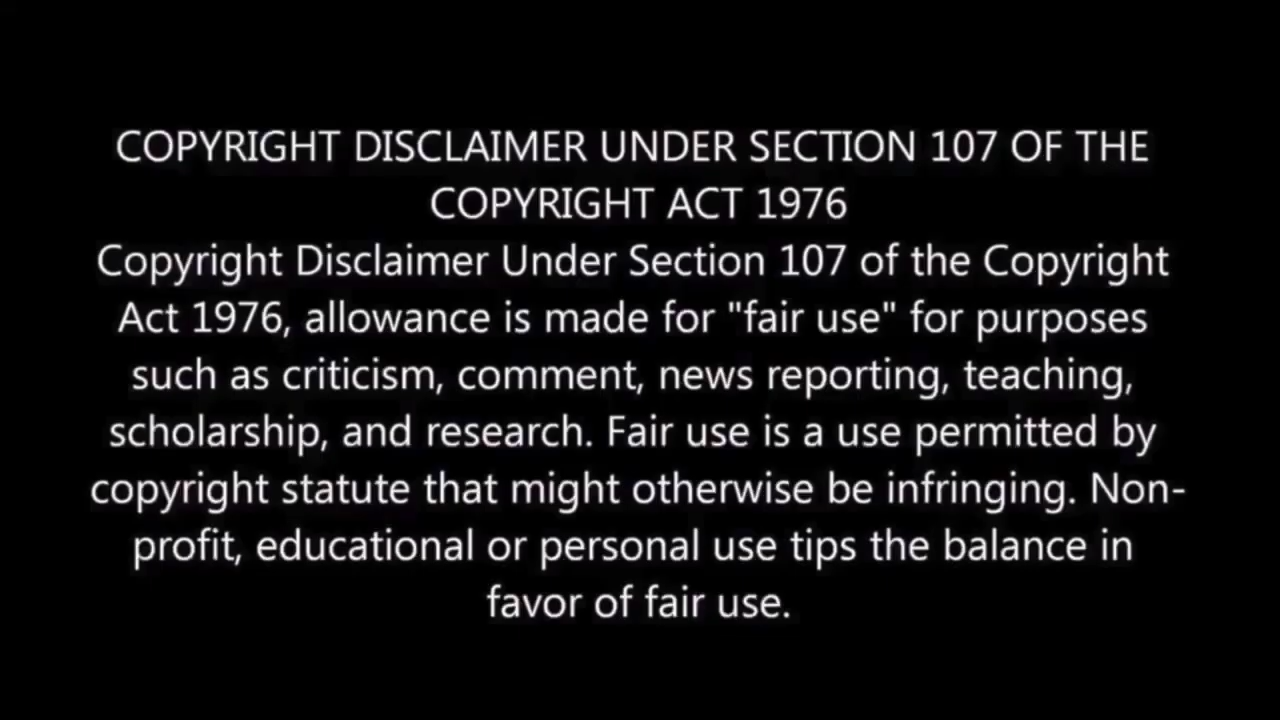 COPYRIGHT DISCLAIMER UNDER SECTION 107 OF THE
COPYRIGHT ACT 1976
Copyright Disclaimer Under Section 107 of the Copyright
Act 1976, allowance is made for "fair use" for purposes
such as criticism, comment, news reporting, teaching,
scholarship, and research. Fair use is a use permitted by
copyright statute that might otherwise be infringing. Non-
profit, educational or personal use tips the balance in
favor of fair use.